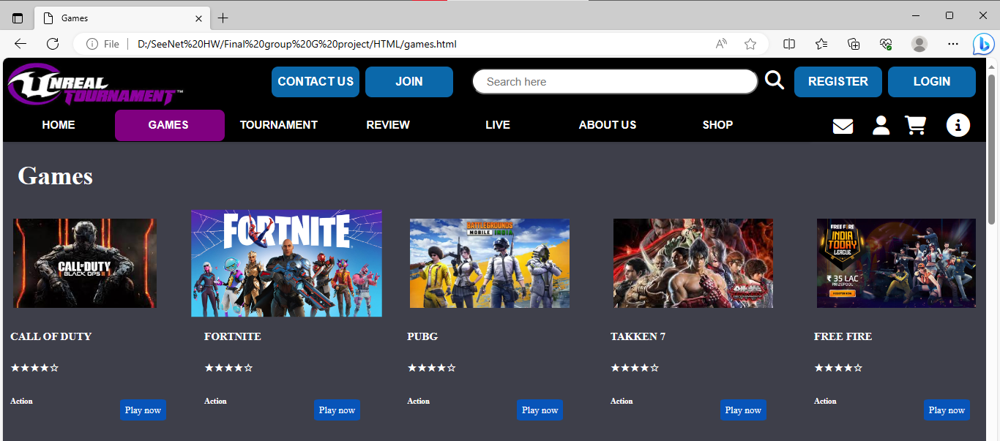 Games
File
D:/SeeNet%20HW/Final%20group%20G%20project/HTML/games.html
UNREAL
TOURNAMENT™
CONTACT US
JOIN
Search here
REGISTER
LOGIN
HOME
GAMES
TOURNAMENT
REVIEW
LIVE
ABOUT US
SHOP
Games
CALL OF DUTY
BLACK OPS III
FORTNITE
BATTLEGROUNDS
MOBILE INDIA
FREE FIRE
INDIA
TODAY
LEAGUE
₹ 35 LAC
PRIZEPOOL
CALL OF DUTY
FORTNITE
PUBG
TAKKEN 7
FREE FIRE
★★★★☆
★★★★☆
★★★★☆
★★★★☆
★★★★☆
Action
Play now
Action
Play now
Action
Play now
Action
Play now
Action
Play now